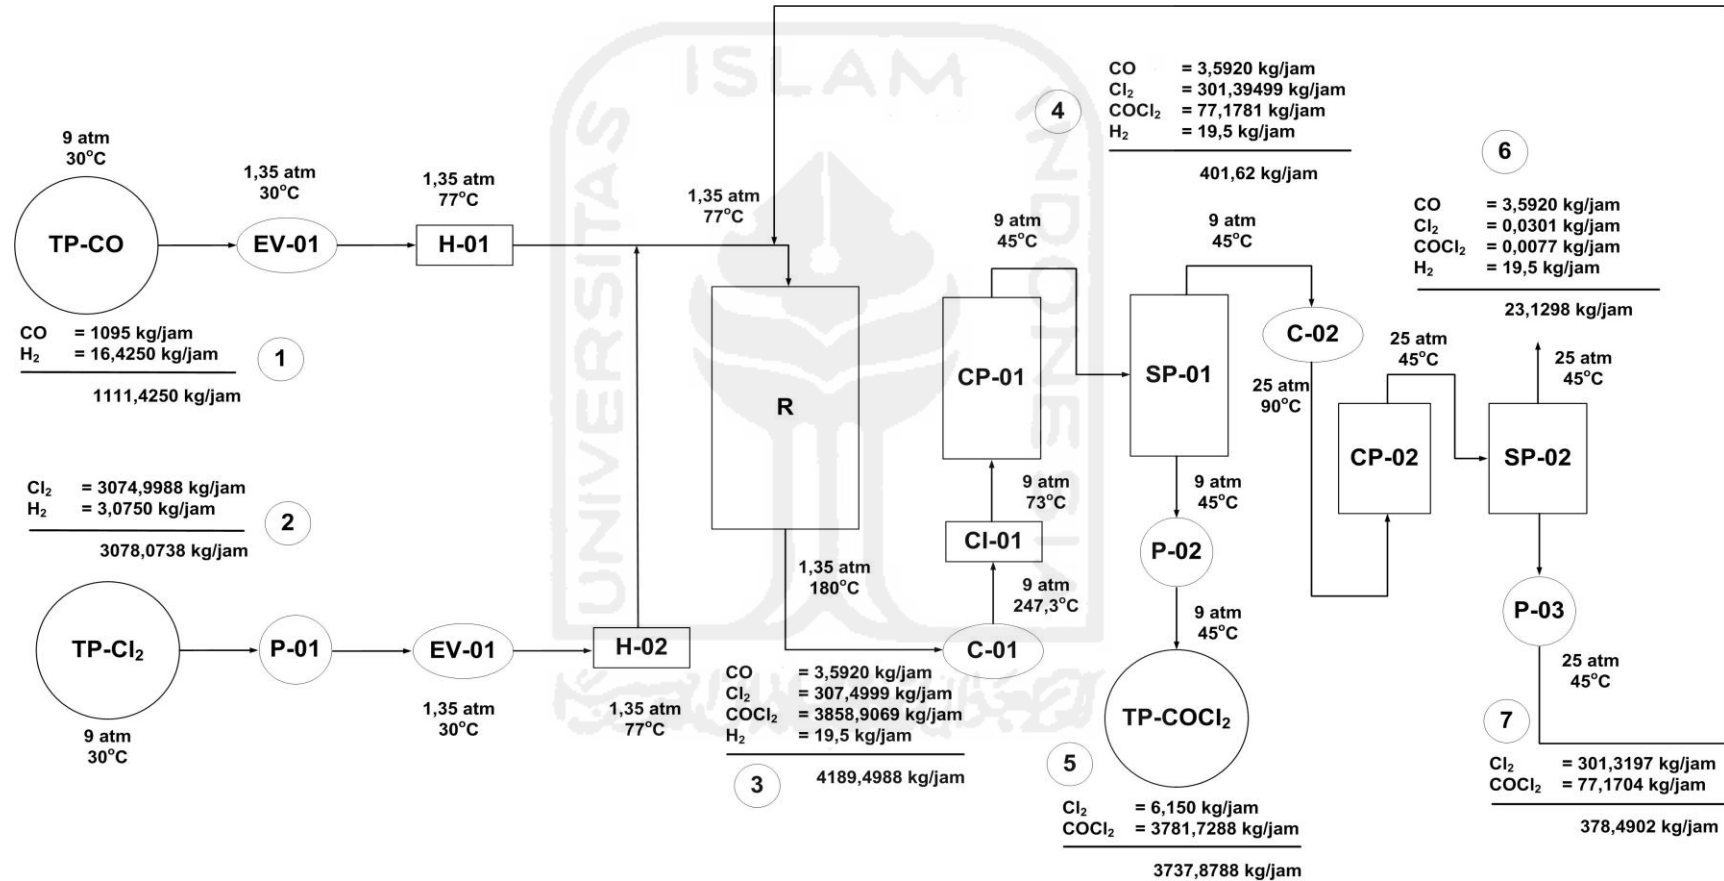 ISLAM
UNIVERSITAS
INDONESIA
9 atm
30°C
TP-CO
1,35 atm
30°C
EV-01
1,35 atm
77°C
H-01
1,35 atm
77°C
CO = 1095 kg/jam
H₂ = 16,4250 kg/jam
1111,4250 kg/jam
1
Cl₂ = 3074,9988 kg/jam
H₂ = 3,0750 kg/jam
3078,0738 kg/jam
2
TP-Cl₂
9 atm
30°C
P-01
EV-01
1,35 atm
30°C
H-02
1,35 atm
77°C
R
1,35 atm
180°C
CO = 3,5920 kg/jam
Cl₂ = 307,4999 kg/jam
COCl₂ = 3858,9069 kg/jam
H₂ = 19,5 kg/jam
4189,4988 kg/jam
3
C-01
9 atm
247,3°C
Cl-01
9 atm
73°C
CP-01
9 atm
45°C
4
CO = 3,5920 kg/jam
Cl₂ = 301,39499 kg/jam
COCl₂ = 77,1781 kg/jam
H₂ = 19,5 kg/jam
401,62 kg/jam
SP-01
9 atm
45°C
9 atm
45°C
P-02
9 atm
45°C
TP-COCl₂
5
Cl₂ = 6,150 kg/jam
COCl₂ = 3781,7288 kg/jam
3737,8788 kg/jam
C-02
25 atm
90°C
CP-02
25 atm
45°C
6
CO = 3,5920 kg/jam
Cl₂ = 0,0301 kg/jam
COCl₂ = 0,0077 kg/jam
H₂ = 19,5 kg/jam
23,1298 kg/jam
25 atm
45°C
SP-02
P-03
25 atm
45°C
7
Cl₂ = 301,3197 kg/jam
COCl₂ = 77,1704 kg/jam
378,4902 kg/jam